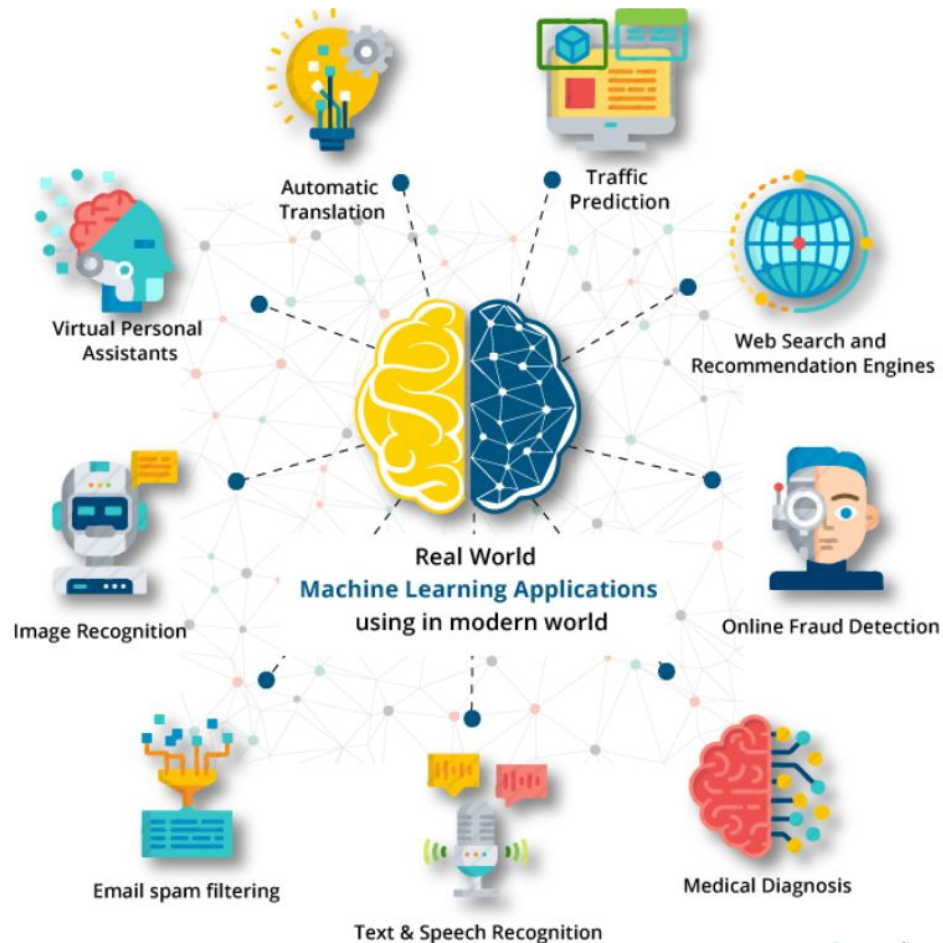 Automatic
Translation
Traffic
Prediction
Virtual Personal
Assistants
Web Search and
Recommendation Engines
Real World
Machine Learning Applications
using in modern world
Image Recognition
Online Fraud Detection
Email spam filtering
Text & Speech Recognition
Medical Diagnosis